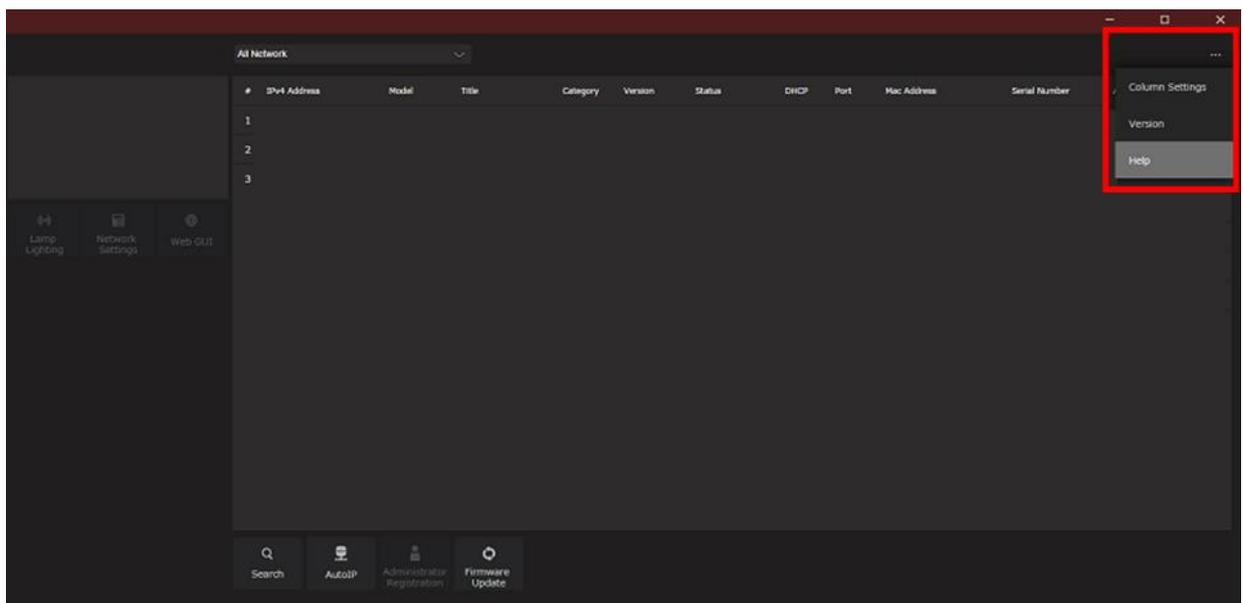 All Network
...
# IPv4 Address Model Title Category Version Status DHCP Port Mac Address Serial Number
Column Settings
1
Version
2
Help
3
Lamp Lighting
Network Settings
Web GUI
Search
AutoIP
Administrator Registration
Firmware Update